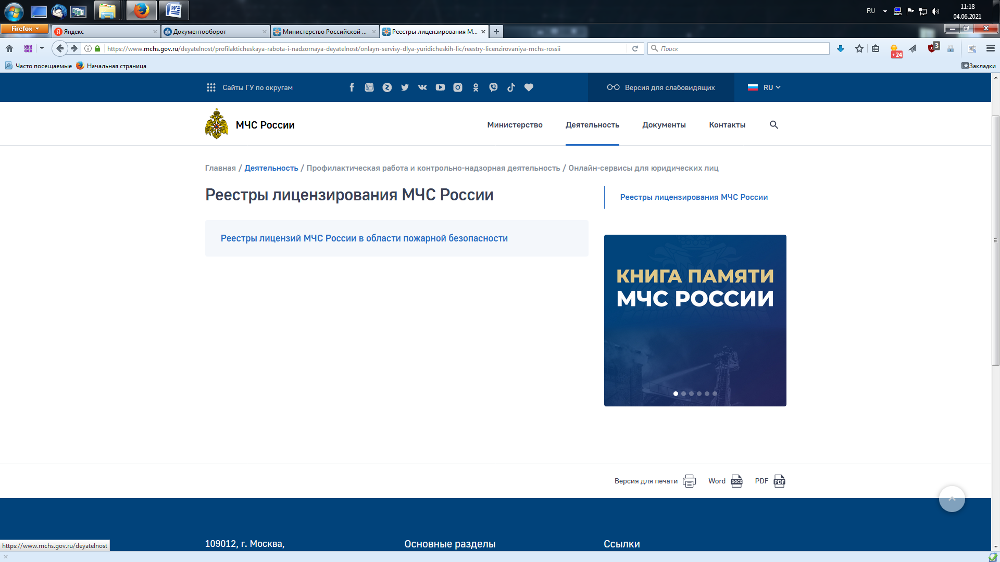 RU
11:18
04.06.2021
Firefox
Яндекс
Документооборот
Министерство Российской ...
Реестры лицензирования М...
https://www.mchs.gov.ru/deyatelnost/profilakticheskaya-rabota-i-nadzornaya-deyatelnost/onlayn-servisy-dlya-yuridicheskih-lic/reestry-licenzirovaniya-mchs-rossii
Поиск
+24
3
Часто посещаемые
Начальная страница
Закладки
Сайты ГУ по округам
Версия для слабовидящих
RU
МЧС России
Министерство
Деятельность
Документы
Контакты
Главная / Деятельность / Профилактическая работа и контрольно-надзорная деятельность / Онлайн-сервисы для юридических лиц
Реестры лицензирования МЧС России
Реестры лицензирования МЧС России
Реестры лицензий МЧС России в области пожарной безопасности
КНИГА ПАМЯТИ
МЧС РОССИИ
Версия для печати
Word
DOCX
PDF
PDF
109012, г. Москва,
Основные разделы
Ссылки
https://www.mchs.gov.ru/deyatelnost